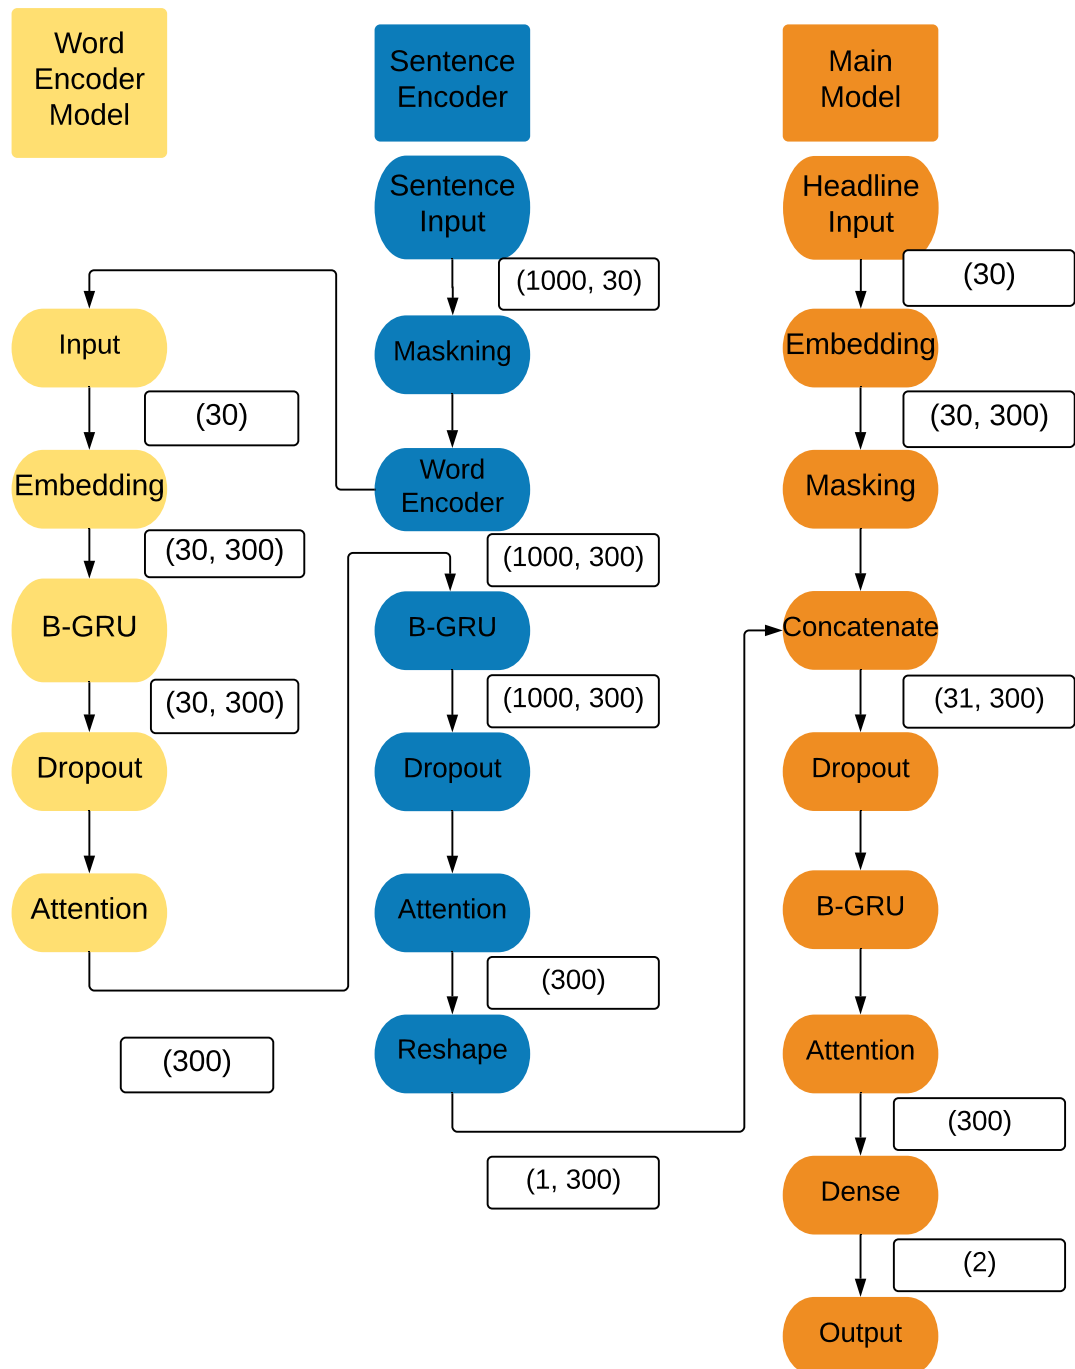 Word
Encoder
Model
Input
(30)
Embedding
(30, 300)
B-GRU
(30, 300)
Dropout
Attention
(300)
Sentence
Encoder
Sentence
Input
(1000, 30)
Maskning
Word
Encoder
(1000, 300)
B-GRU
(1000, 300)
Dropout
Attention
(300)
Reshape
(1, 300)
Main
Model
Headline
Input
(30)
Embedding
(30, 300)
Masking
Concatenate
(31, 300)
Dropout
B-GRU
Attention
(300)
Dense
(2)
Output